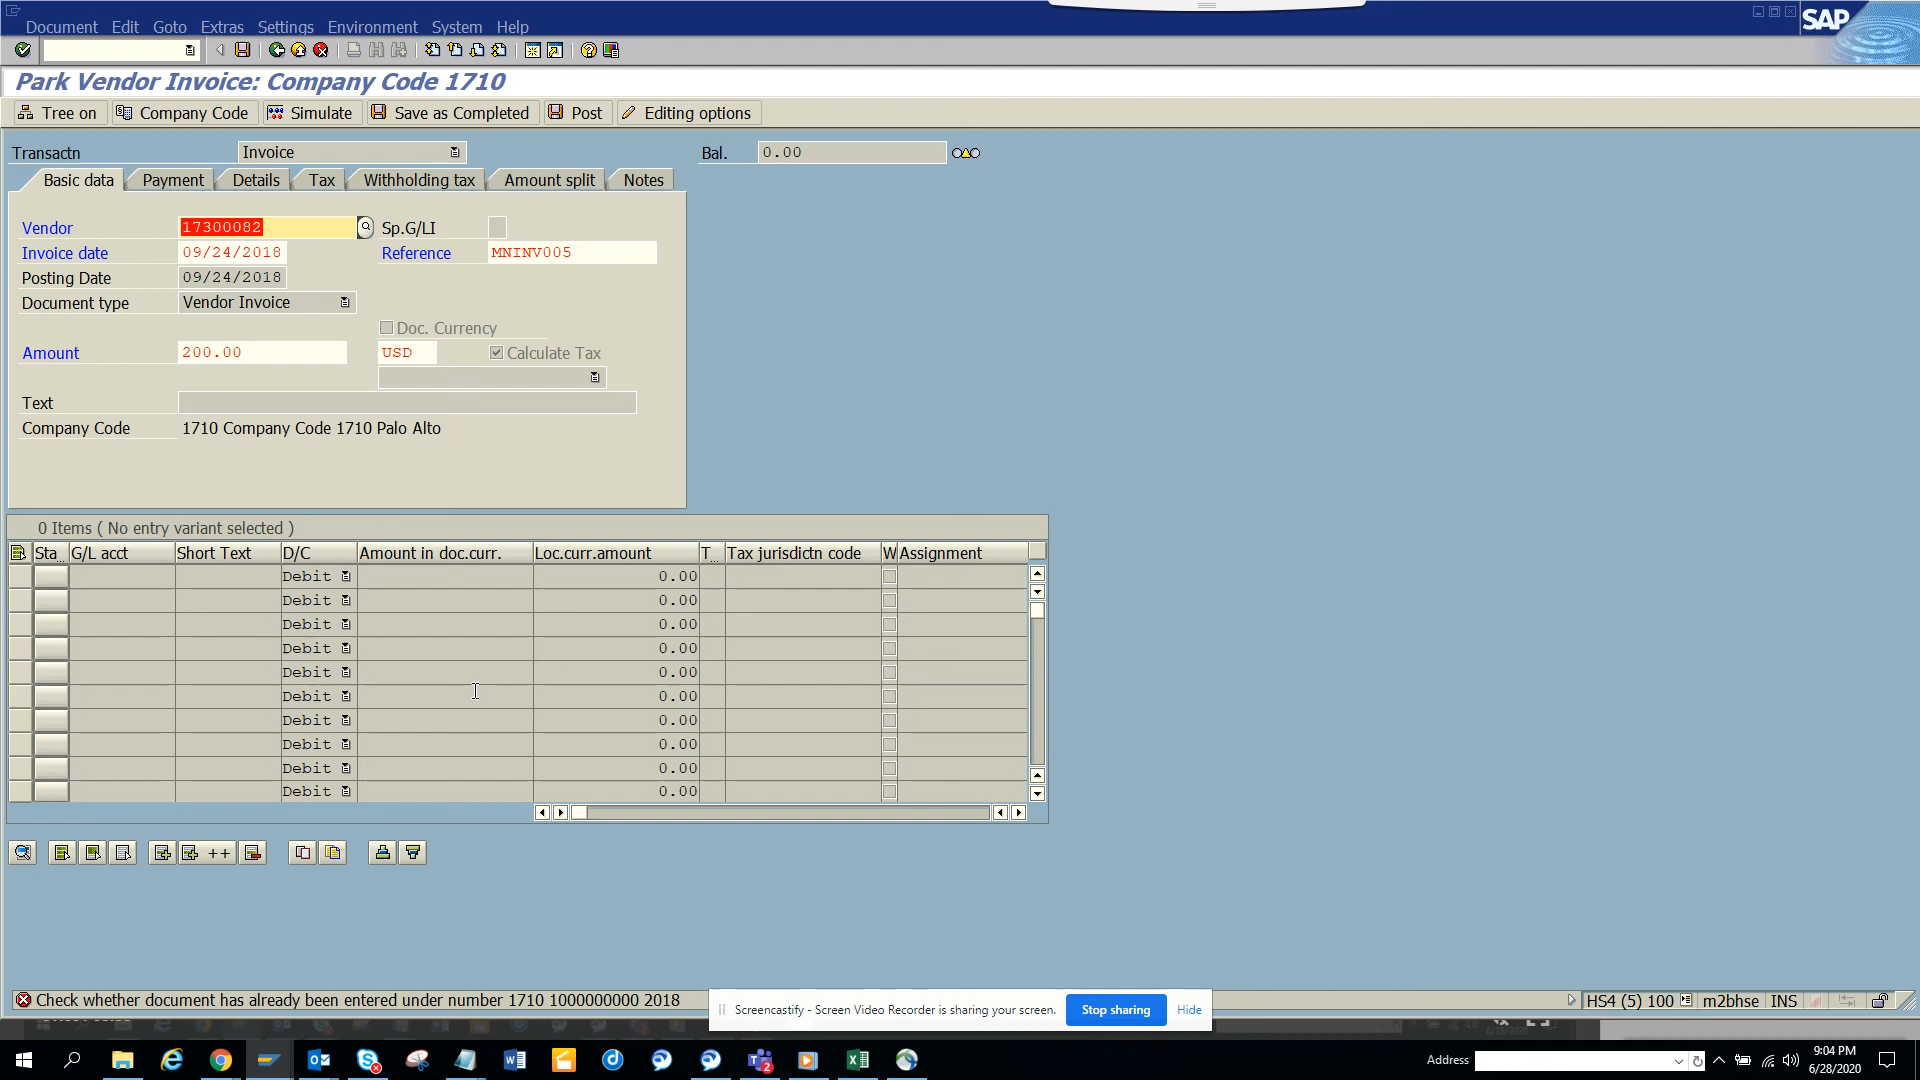 Document Edit Goto Extras Settings Environment System Help
SAP
Park Vendor Invoice: Company Code 1710
Tree on Company Code Simulate Save as Completed Post Editing options
Transactn Invoice Bal. 0.00
Basic data Payment Details Tax Withholding tax Amount split Notes
Vendor 17300082 Sp.G/LI
Invoice date 09/24/2018 Reference MNINV005
Posting Date 09/24/2018
Document type Vendor Invoice
Doc. Currency
Amount 200.00 USD Calculate Tax
Text
Company Code 1710 Company Code 1710 Palo Alto
0 Items ( No entry variant selected )
Sta... G/L acct Short Text D/C Amount in doc.curr. Loc.curr.amount T... Tax jurisdictn code W Assignment
Debit 0.00
Debit 0.00
Debit 0.00
Debit 0.00
Debit 0.00
Debit 0.00
Debit 0.00
Debit 0.00
Debit 0.00
Debit 0.00
++
Check whether document has already been entered under number 1710 1000000000 2018
Screencastify - Screen Video Recorder is sharing your screen. Stop sharing Hide
HS4 (5) 100 m2bhse INS
Address
9:04 PM
6/28/2020